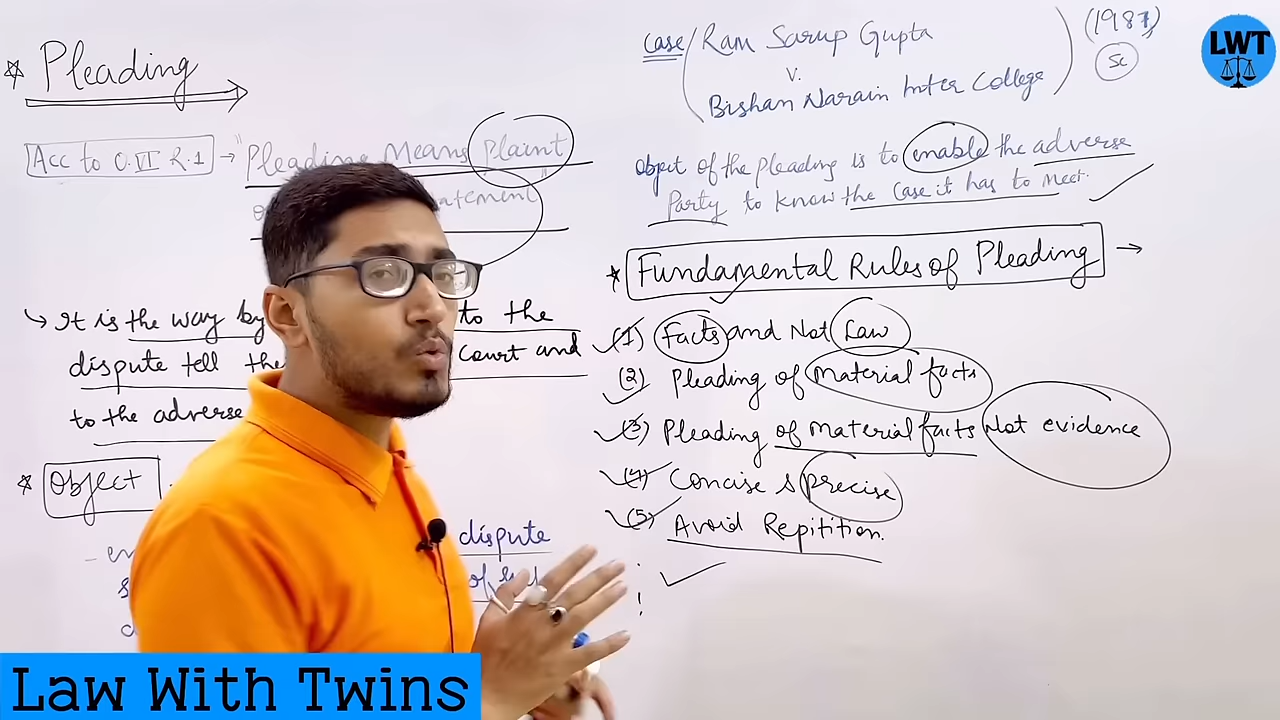 Pleading
Acc to O.VI R.1 → "Pleading Means Plaint
atement"
↳ It is the way by to the
dispute tell the Court and
to the adverse
Object
dispute
of
Case Ram Sarup Gupta (1987)
V. SC
Bishan Narain Inter College
Object of the Pleading is to enable the adverse
Party to know the case it has to meet.
Fundamental Rules of Pleading →
(1) Facts and Not Law
(2) Pleading of Material facts
(3) Pleading of Material facts Not evidence
(4) Concise & precise
(5) Avoid Repitition.
LWT
Law With Twins